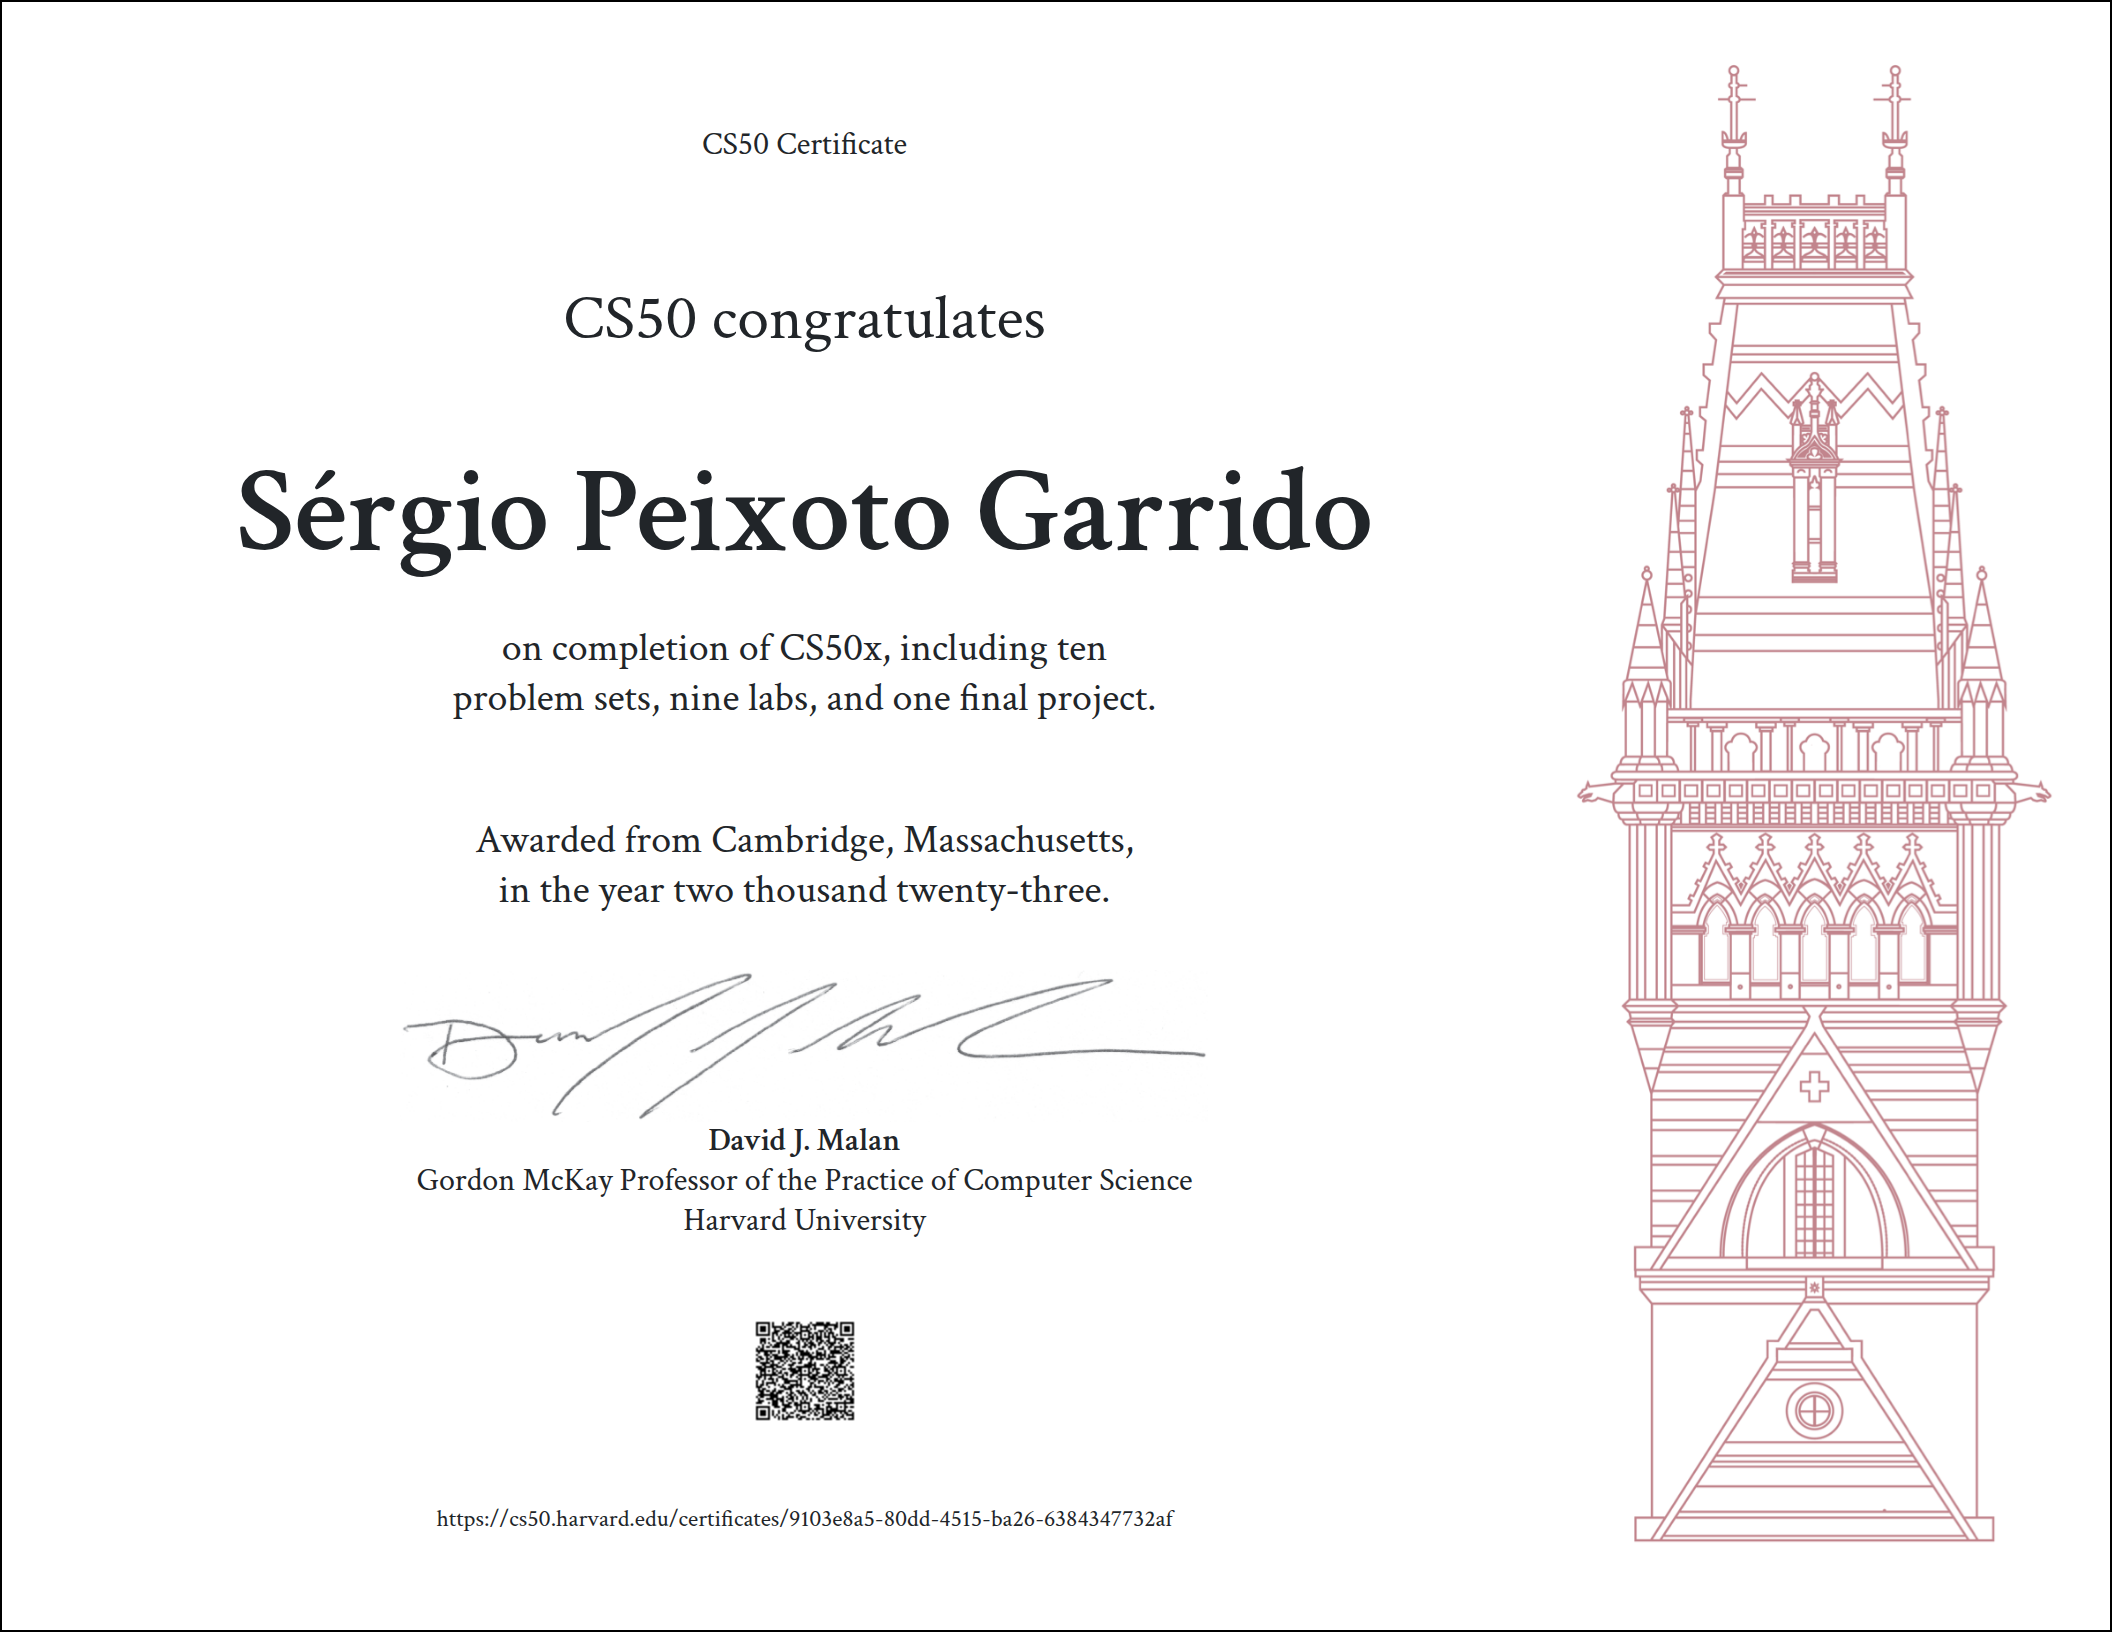 CS50 Certificate
CS50 congratulates
Sérgio Peixoto Garrido
on completion of CS50x, including ten
problem sets, nine labs, and one final project.
Awarded from Cambridge, Massachusetts,
in the year two thousand twenty-three.
David J. Malan
Gordon McKay Professor of the Practice of Computer Science
Harvard University
https://cs50.harvard.edu/certificates/9103e8a5-80dd-4515-ba26-6384347732af